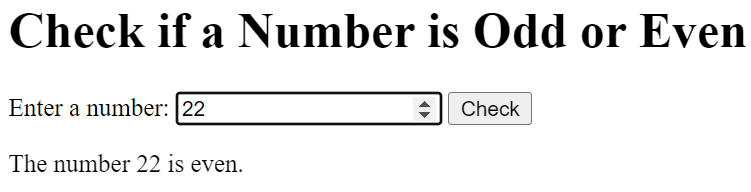 Check if a Number is Odd or Even
Enter a number: 22 Check
The number 22 is even.